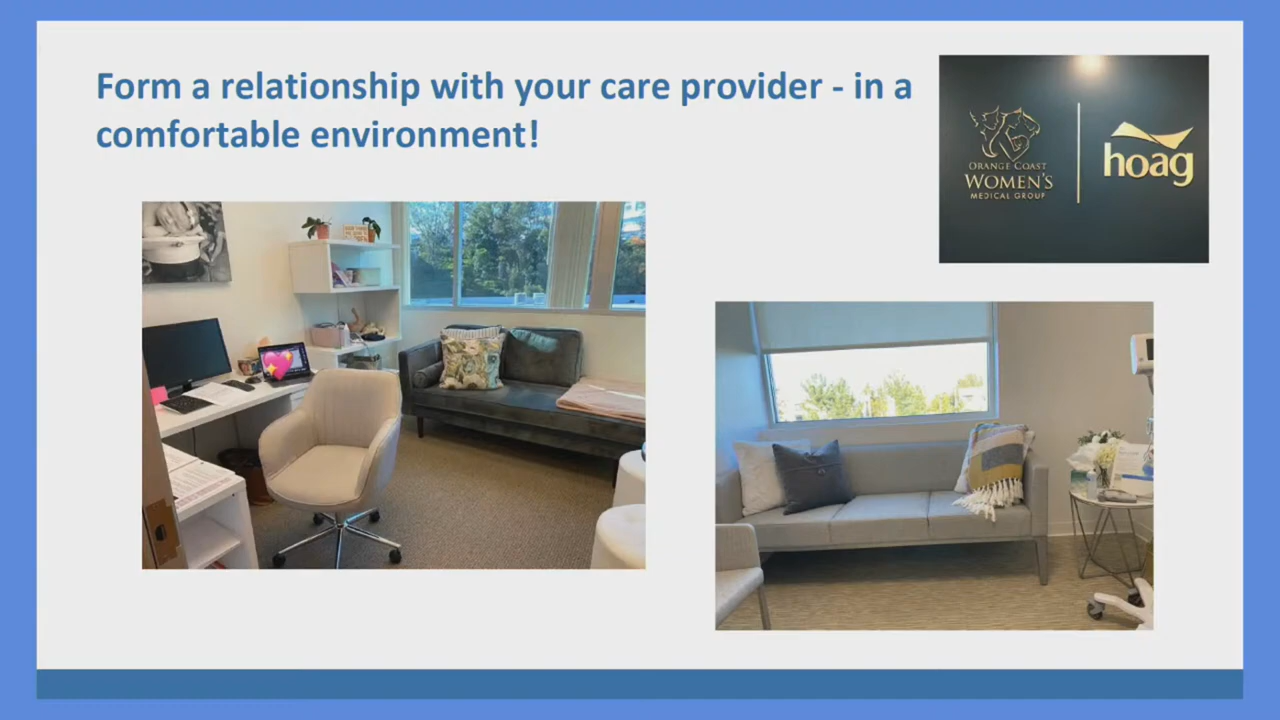 Form a relationship with your care provider - in a
comfortable environment!
ORANGE COAST
WOMEN'S
MEDICAL GROUP
hoag